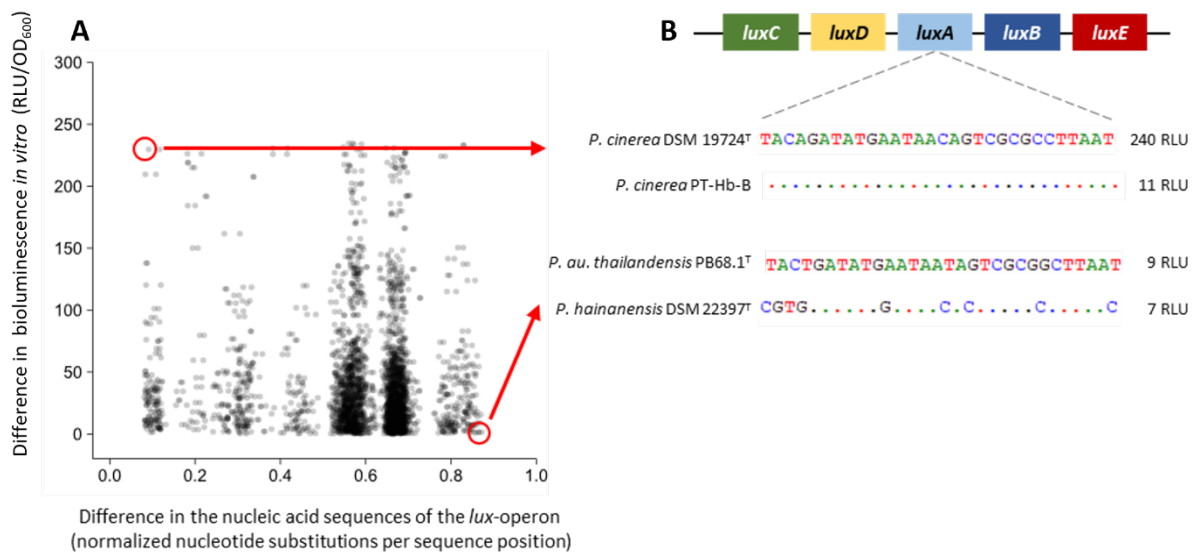 A
Difference in bioluminescence in vitro (RLU/OD600)
300
250
200
150
100
50
0
0.0 0.2 0.4 0.6 0.8 1.0
Difference in the nucleic acid sequences of the lux-operon
(normalized nucleotide substitutions per sequence position)
B
luxC luxD luxA luxB luxE
P. cinerea DSM 19724T TACAGATATGAATAACAGTCGCGCCTTAAT 240 RLU
P. cinerea PT-Hb-B .............................. 11 RLU
P. au. thailandensis PB68.1T TACTGATATGAATAATAGTCGCGGCTTAAT 9 RLU
P. hainanensis DSM 22397T CGTG......G....C.C.....C.....C 7 RLU